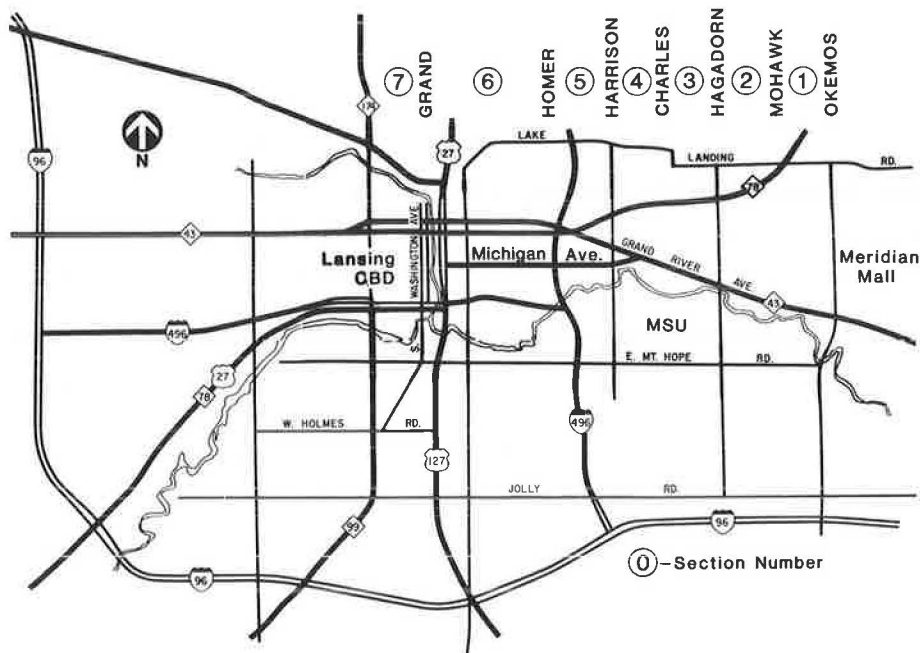 7
GRAND
6
HOMER
5
HARRISON
4
CHARLES
3
HAGADORN
2
MOHAWK
1
OKEMOS
96
174
N
27
LAKE
LANSING
RD.
78
43
Lansing
CBD
WASHINGTON AVE.
S.
Michigan Ave.
GRAND RIVER AVE
43
Meridian
Mall
496
MSU
27
78
E. MT. HOPE RD.
W. HOLMES RD.
496
127
JOLLY RD.
99
96
96
0-Section Number